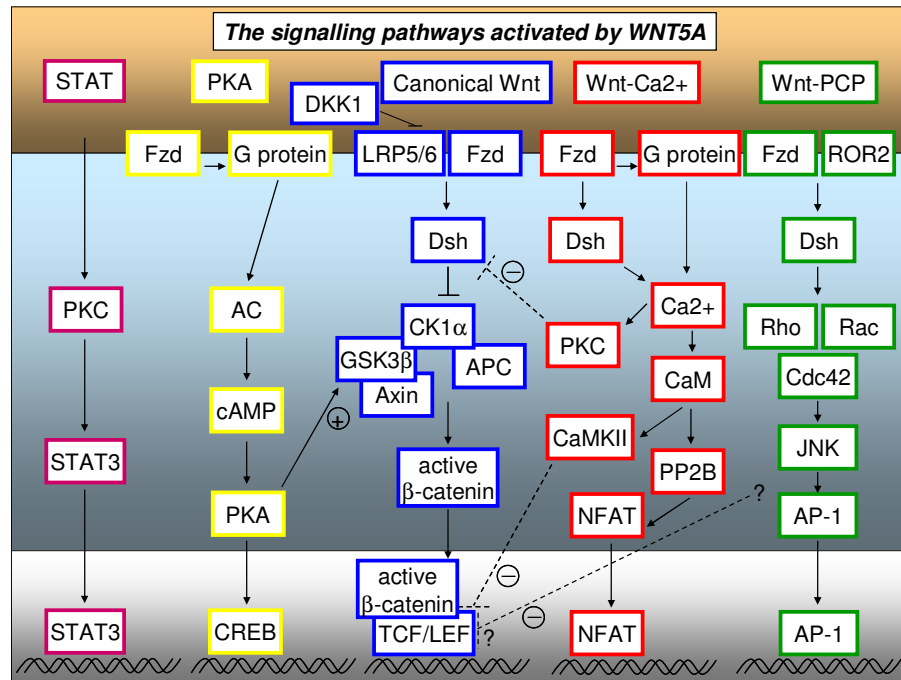 The signalling pathways activated by WNT5A
STAT
PKA
Canonical Wnt
Wnt-Ca2+
Wnt-PCP
DKK1
Fzd
G protein
LRP5/6
Fzd
Fzd
G protein
Fzd
ROR2
Dsh
Dsh
Dsh
−
PKC
AC
Ca2+
Rho
Rac
CK1α
PKC
GSK3β
APC
CaM
Cdc42
Axin
cAMP
+
CaMKII
JNK
STAT3
active
β-catenin
PP2B
?
PKA
NFAT
AP-1
active
β-catenin
−
−
STAT3
CREB
TCF/LEF
?
NFAT
AP-1